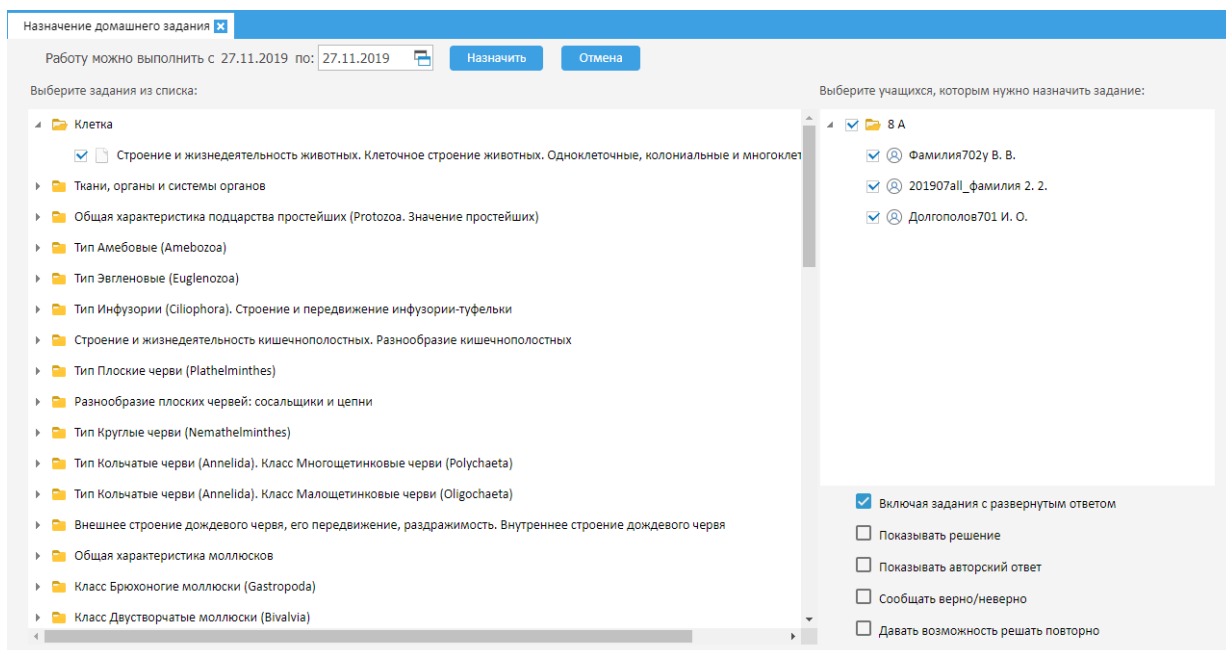 Назначение домашнего задания
Работу можно выполнить с 27.11.2019 по: 27.11.2019 Назначить Отмена
Выберите задания из списка:
Клетка
Строение и жизнедеятельность животных. Клеточное строение животных. Одноклеточные, колониальные и многоклет
Ткани, органы и системы органов
Общая характеристика подцарства простейших (Protozoa. Значение простейших)
Тип Амебовые (Amebozoa)
Тип Эвгленовые (Euglenozoa)
Тип Инфузории (Ciliophora). Строение и передвижение инфузории-туфельки
Строение и жизнедеятельность кишечнополостных. Разнообразие кишечнополостных
Тип Плоские черви (Plathelminthes)
Разнообразие плоских червей: сосальщики и цепни
Тип Круглые черви (Nemathelminthes)
Тип Кольчатые черви (Annelida). Класс Многощетинковые черви (Polychaeta)
Тип Кольчатые черви (Annelida). Класс Малощетинковые черви (Oligochaeta)
Внешнее строение дождевого червя, его передвижение, раздражимость. Внутреннее строение дождевого червя
Общая характеристика моллюсков
Класс Брюхоногие моллюски (Gastropoda)
Класс Двустворчатые моллюски (Bivalvia)
Выберите учащихся, которым нужно назначить задание:
8 А
Фамилия702у В. В.
201907all_фамилия 2. 2.
Долгополов701 И. О.
Включая задания с развернутым ответом
Показывать решение
Показывать авторский ответ
Сообщать верно/неверно
Давать возможность решать повторно